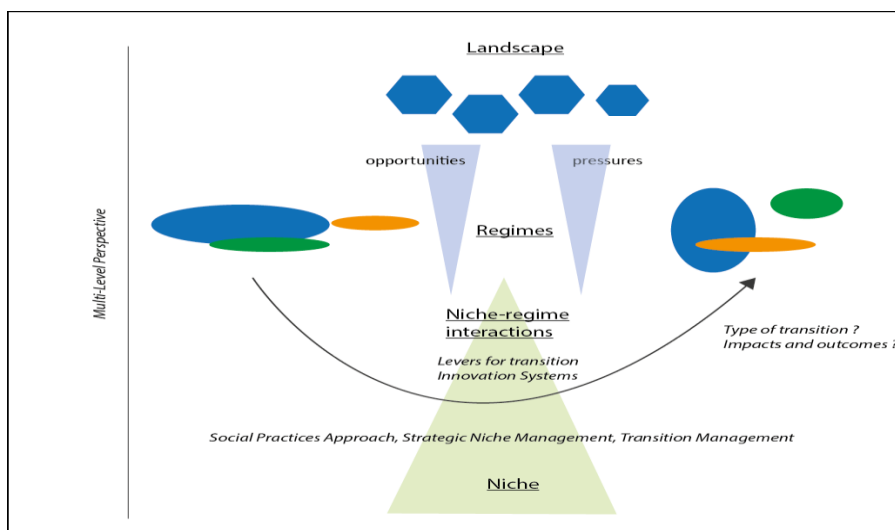 Landscape
opportunities
pressures
Multi-Level Perspective
Regimes
Niche-regime
interactions
Levers for transition
Innovation Systems
Type of transition ?
Impacts and outcomes ?
Social Practices Approach, Strategic Niche Management, Transition Management
Niche